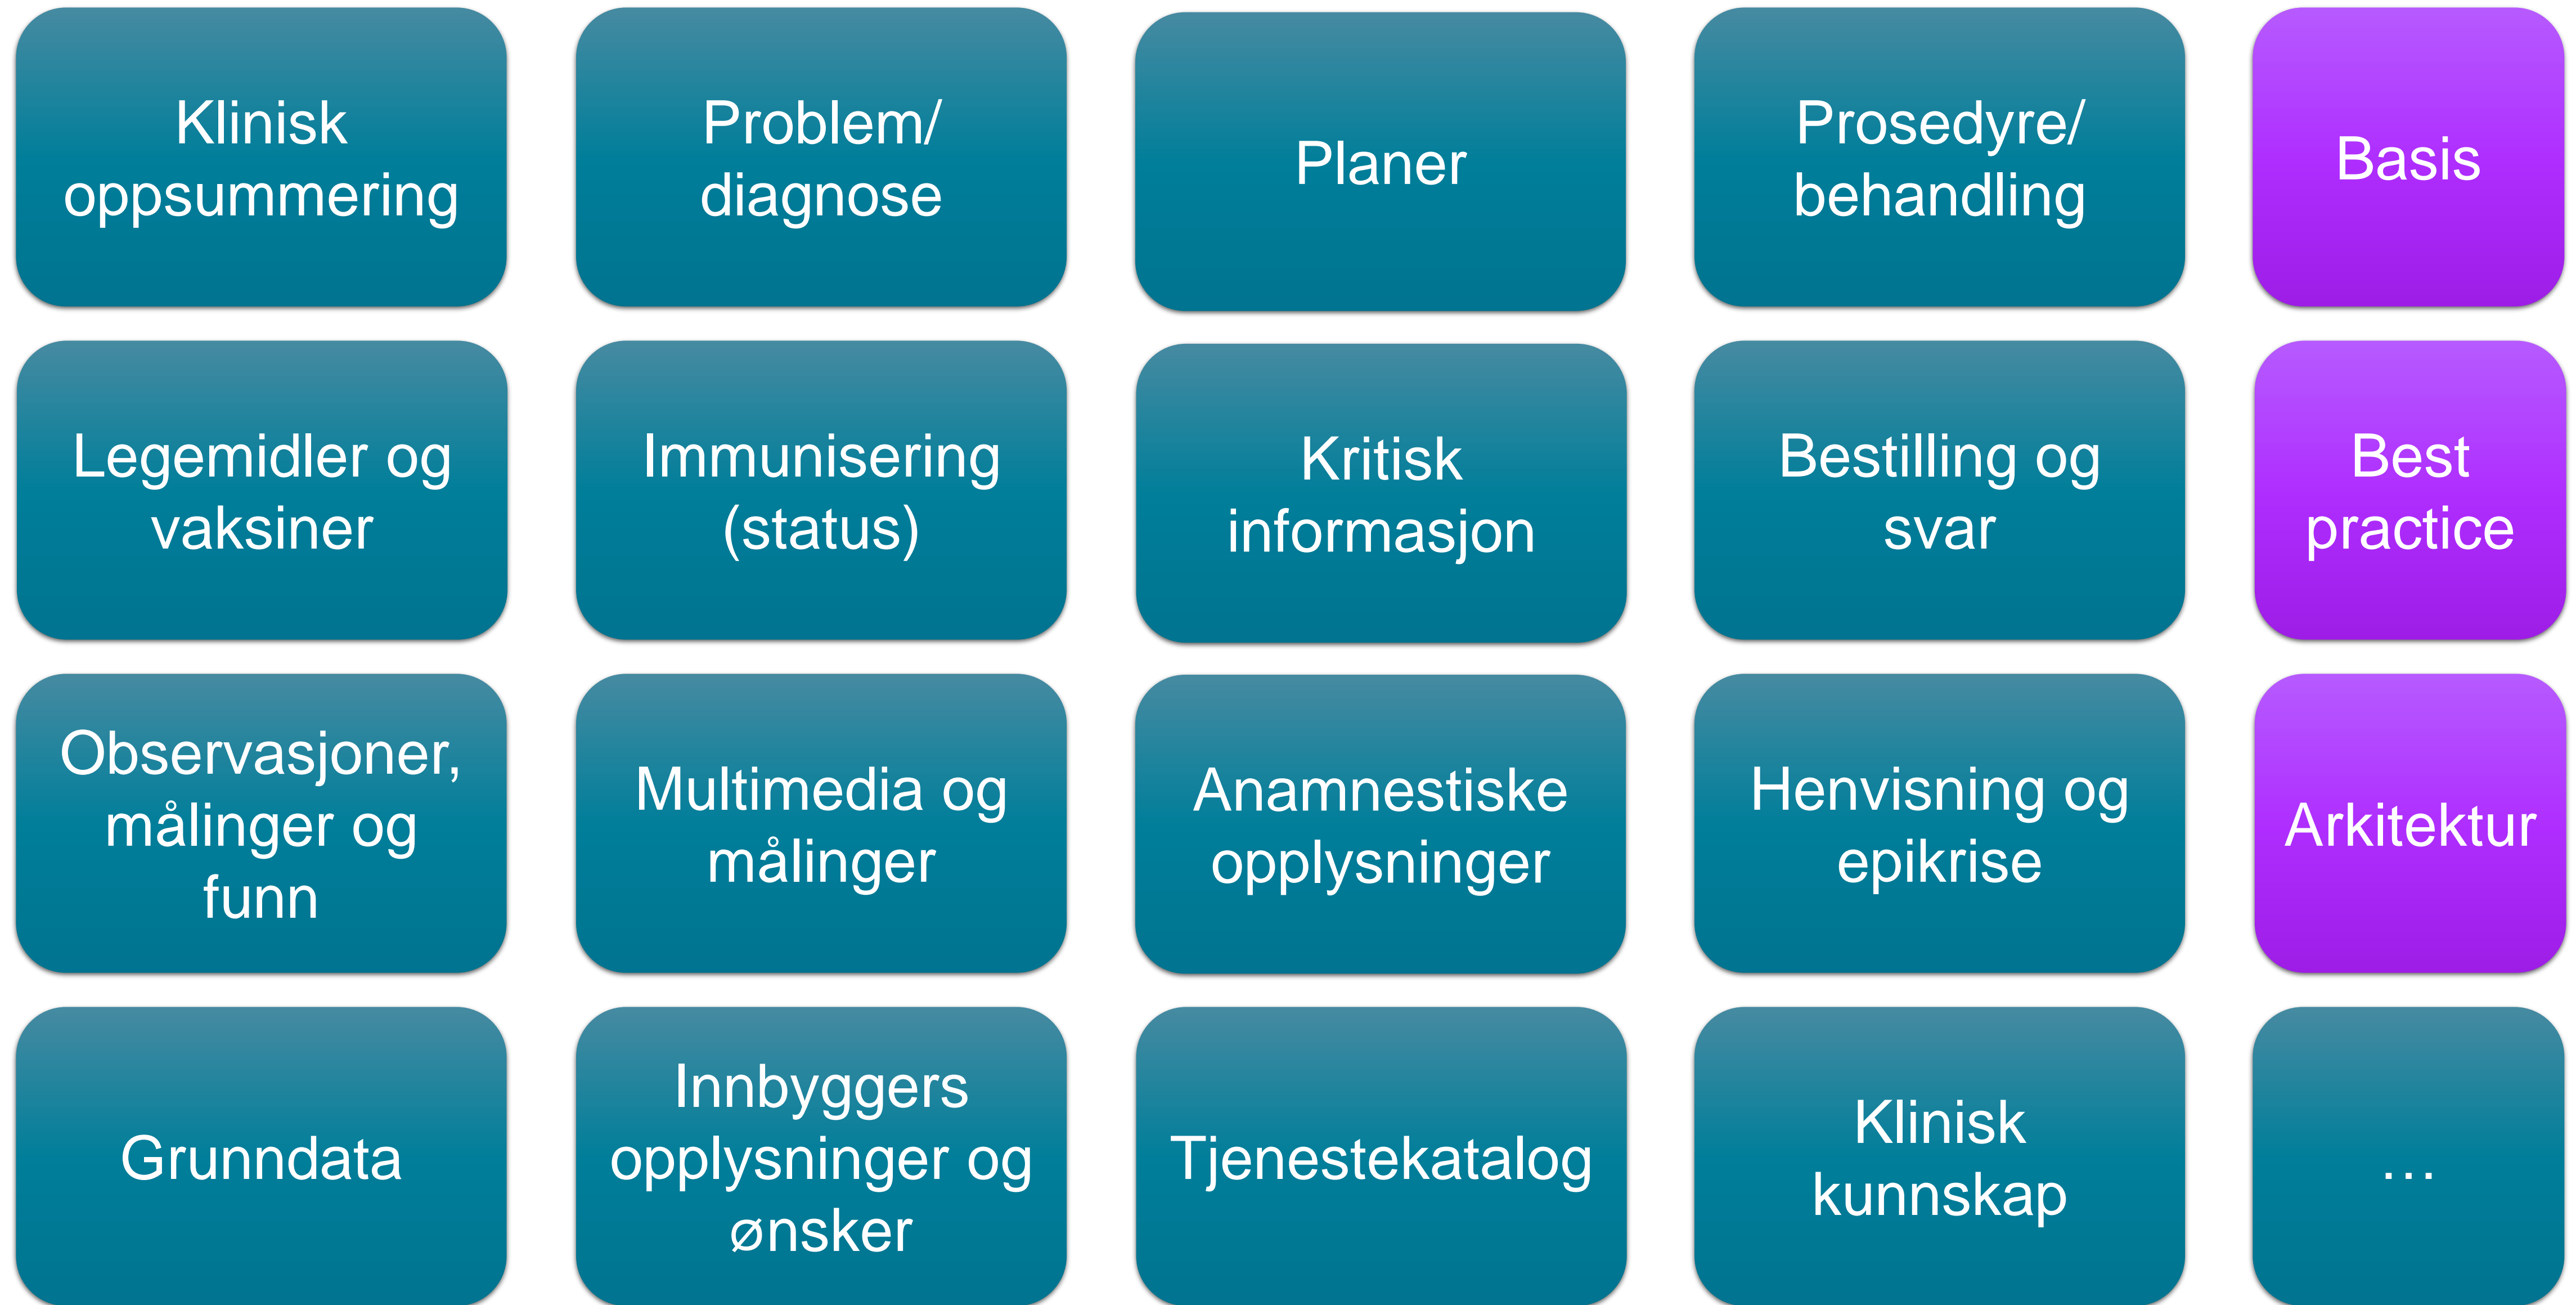 Klinisk
oppsummering
Problem/
diagnose
Planer
Prosedyre/
behandling
Basis
Legemidler og
vaksiner
Immunisering
(status)
Kritisk
informasjon
Bestilling og
svar
Best
practice
Observasjoner,
målinger og
funn
Multimedia og
målinger
Anamnestiske
opplysninger
Henvisning og
epikrise
Arkitektur
Grunndata
Innbyggers
opplysninger og
ønsker
Tjenestekatalog
Klinisk
kunnskap
…